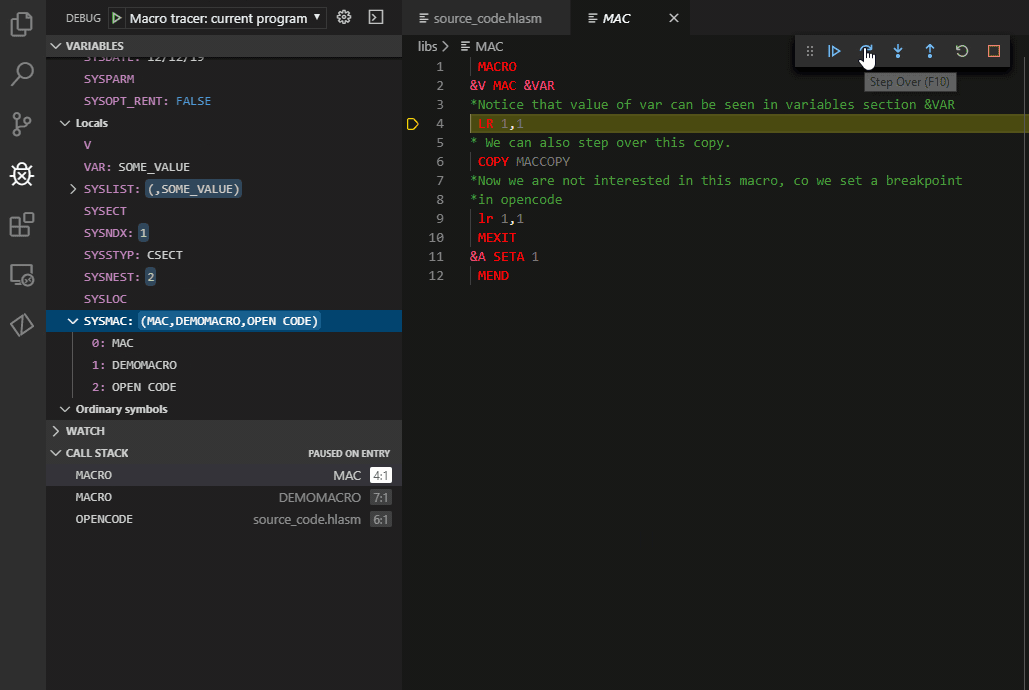 DEBUG Macro tracer: current program
VARIABLES
SYSDATE: 12/12/19
SYSPARM
SYSOPT_RENT: FALSE
Locals
V
VAR: SOME_VALUE
SYSLIST: (,SOME_VALUE)
SYSECT
SYSNDX: 1
SYSSTYP: CSECT
SYSNEST: 2
SYSLOC
SYSMAC: (MAC,DEMOMACRO,OPEN CODE)
0: MAC
1: DEMOMACRO
2: OPEN CODE
Ordinary symbols
WATCH
CALL STACK PAUSED ON ENTRY
MACRO MAC 4:1
MACRO DEMOMACRO 7:1
OPENCODE source_code.hlasm 6:1
source_code.hlasm MAC
libs > MAC
Step Over (F10)
1 MACRO
2 &V MAC &VAR
3 *Notice that value of var can be seen in variables section &VAR
4 LR 1,1
5 * We can also step over this copy.
6 COPY MACCOPY
7 *Now we are not interested in this macro, co we set a breakpoint
8 *in opencode
9 lr 1,1
10 MEXIT
11 &A SETA 1
12 MEND